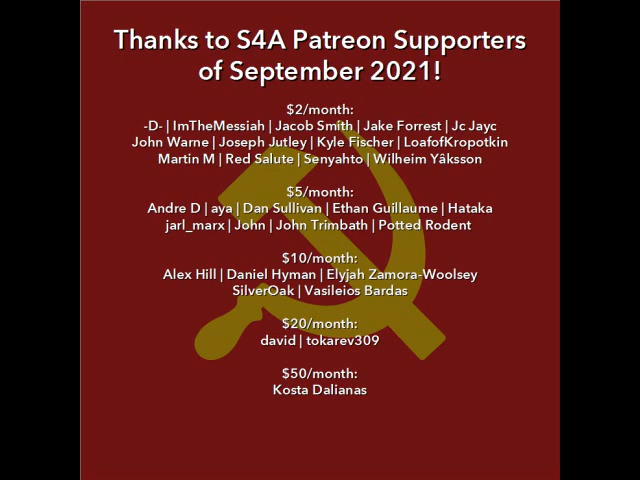 Thanks to S4A Patreon Supporters
of September 2021!
$2/month:
-D- | ImTheMessiah | Jacob Smith | Jake Forrest | Jc Jayc
John Warne | Joseph Jutley | Kyle Fischer | LoafofKropotkin
Martin M | Red Salute | Senyahto | Wilheim Yâksson
$5/month:
Andre D | aya | Dan Sullivan | Ethan Guillaume | Hataka
jarl_marx | John | John Trimbath | Potted Rodent
$10/month:
Alex Hill | Daniel Hyman | Elyjah Zamora-Woolsey
SilverOak | Vasileios Bardas
$20/month:
david | tokarev309
$50/month:
Kosta Dalianas